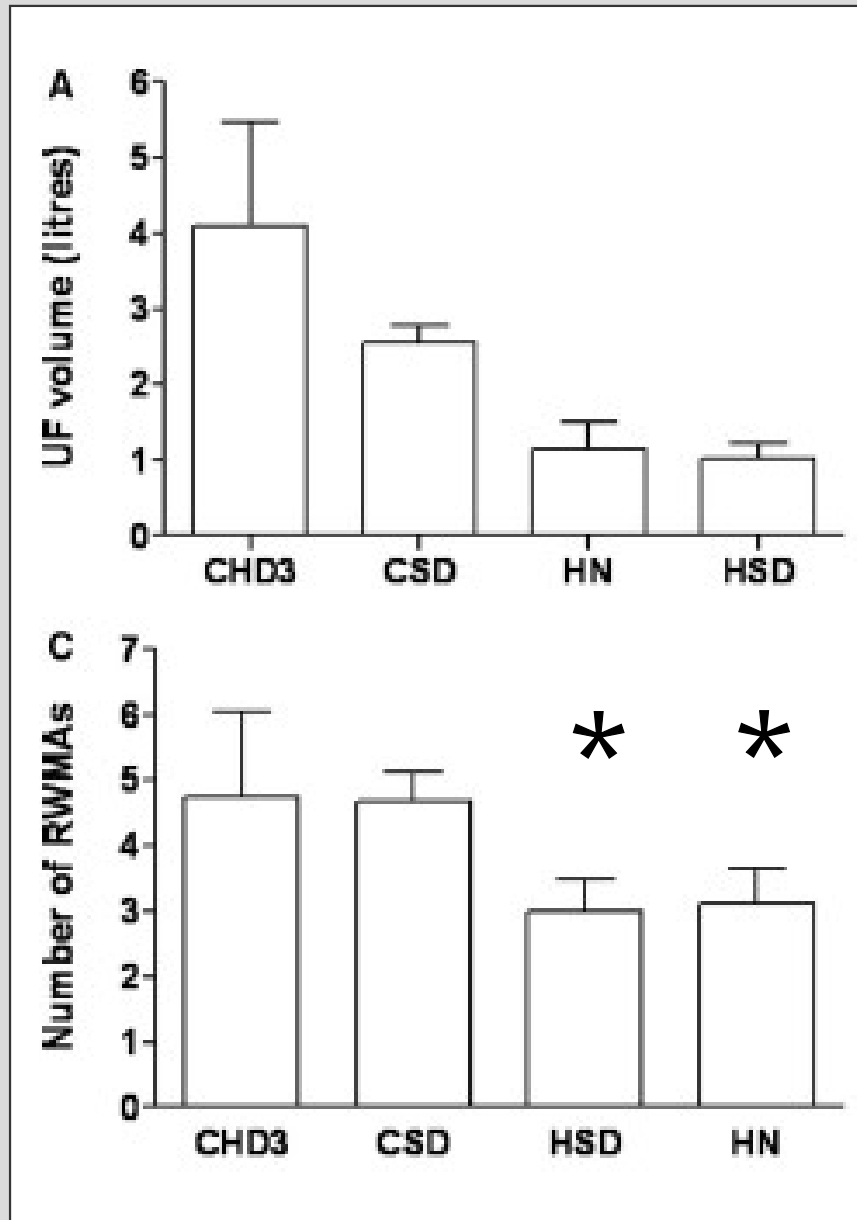 A
UF volume (litres)
6
5
4
3
2
1
0
CHD3 CSD HN HSD
C
Number of RWMAs
7
6
5
4
3
2
1
0
* *
CHD3 CSD HSD HN